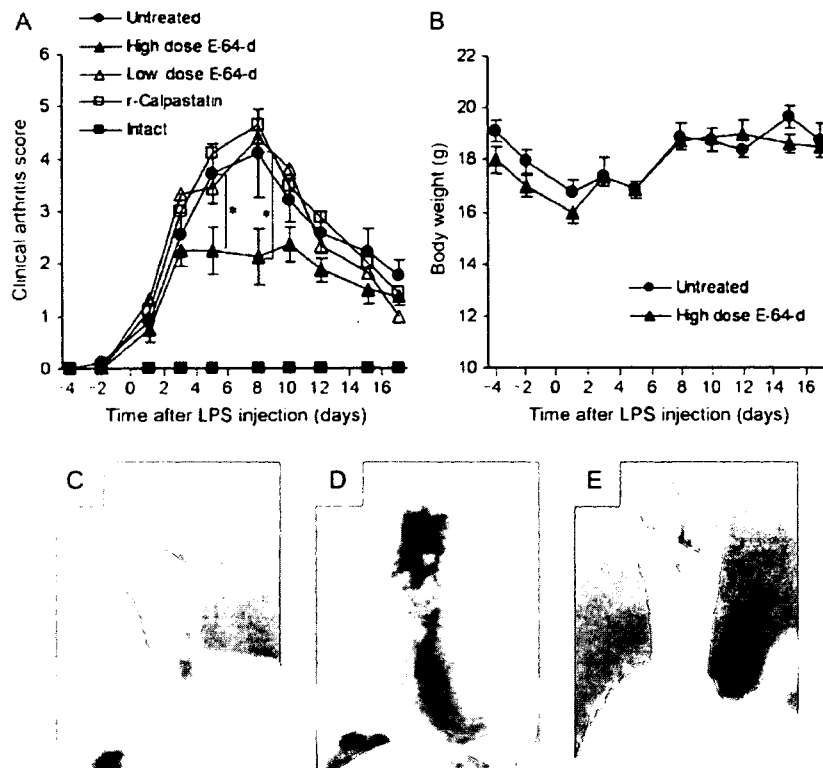 A
Untreated
High dose E-64-d
Low dose E-64-d
r-Calpastatin
Intact
6
5
4
3
2
1
0
Clinical arthritis score
*
*
-4 -2 0 2 4 6 8 10 12 14 16
Time after LPS injection (days)
B
22
20
18
16
14
12
10
Body weight (g)
Untreated
High dose E-64-d
-4 -2 0 2 4 6 8 10 12 14 16
Time after LPS injection (days)
C
D
E